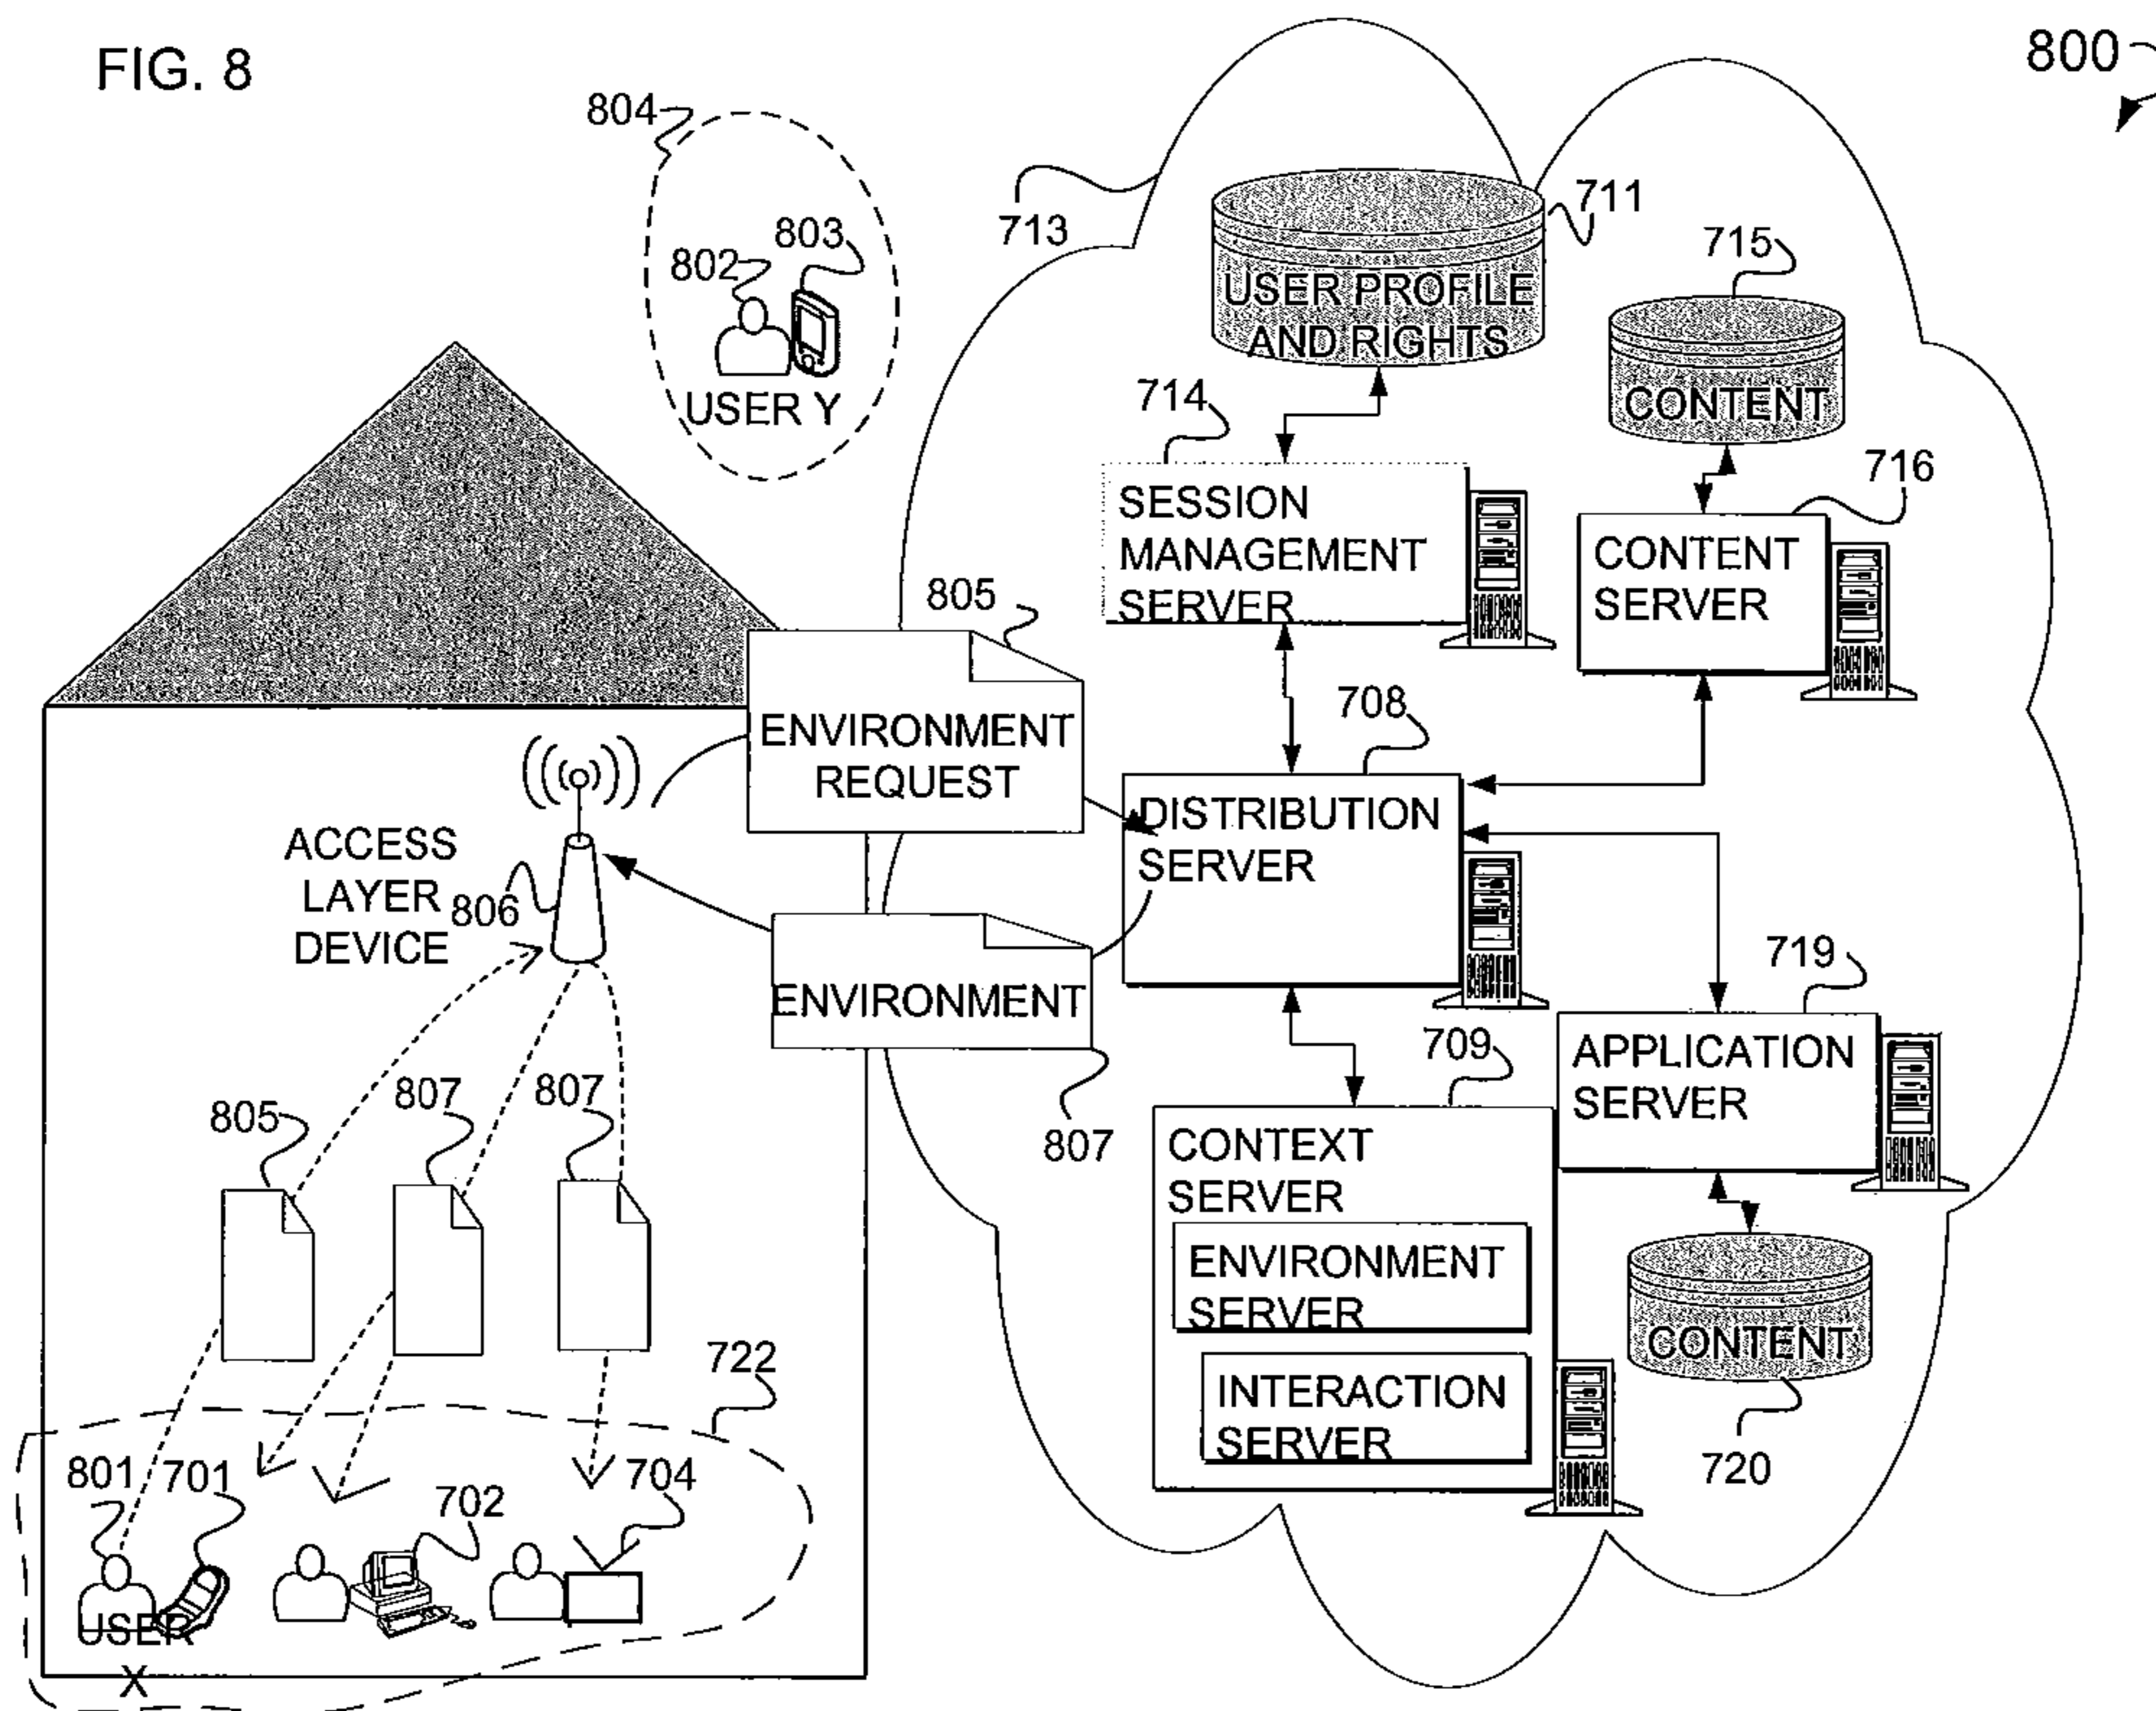 FIG. 8
800
804
803
802
USER Y
713
711
USER PROFILE
AND RIGHTS
715
CONTENT
714
SESSION
MANAGEMENT
SERVER
716
CONTENT
SERVER
805
ENVIRONMENT
REQUEST
708
DISTRIBUTION
SERVER
ACCESS
LAYER
DEVICE
806
ENVIRONMENT
807
719
APPLICATION
SERVER
709
CONTEXT
SERVER
ENVIRONMENT
SERVER
INTERACTION
SERVER
CONTENT
720
805
807
807
722
801
701
702
704
USER
X